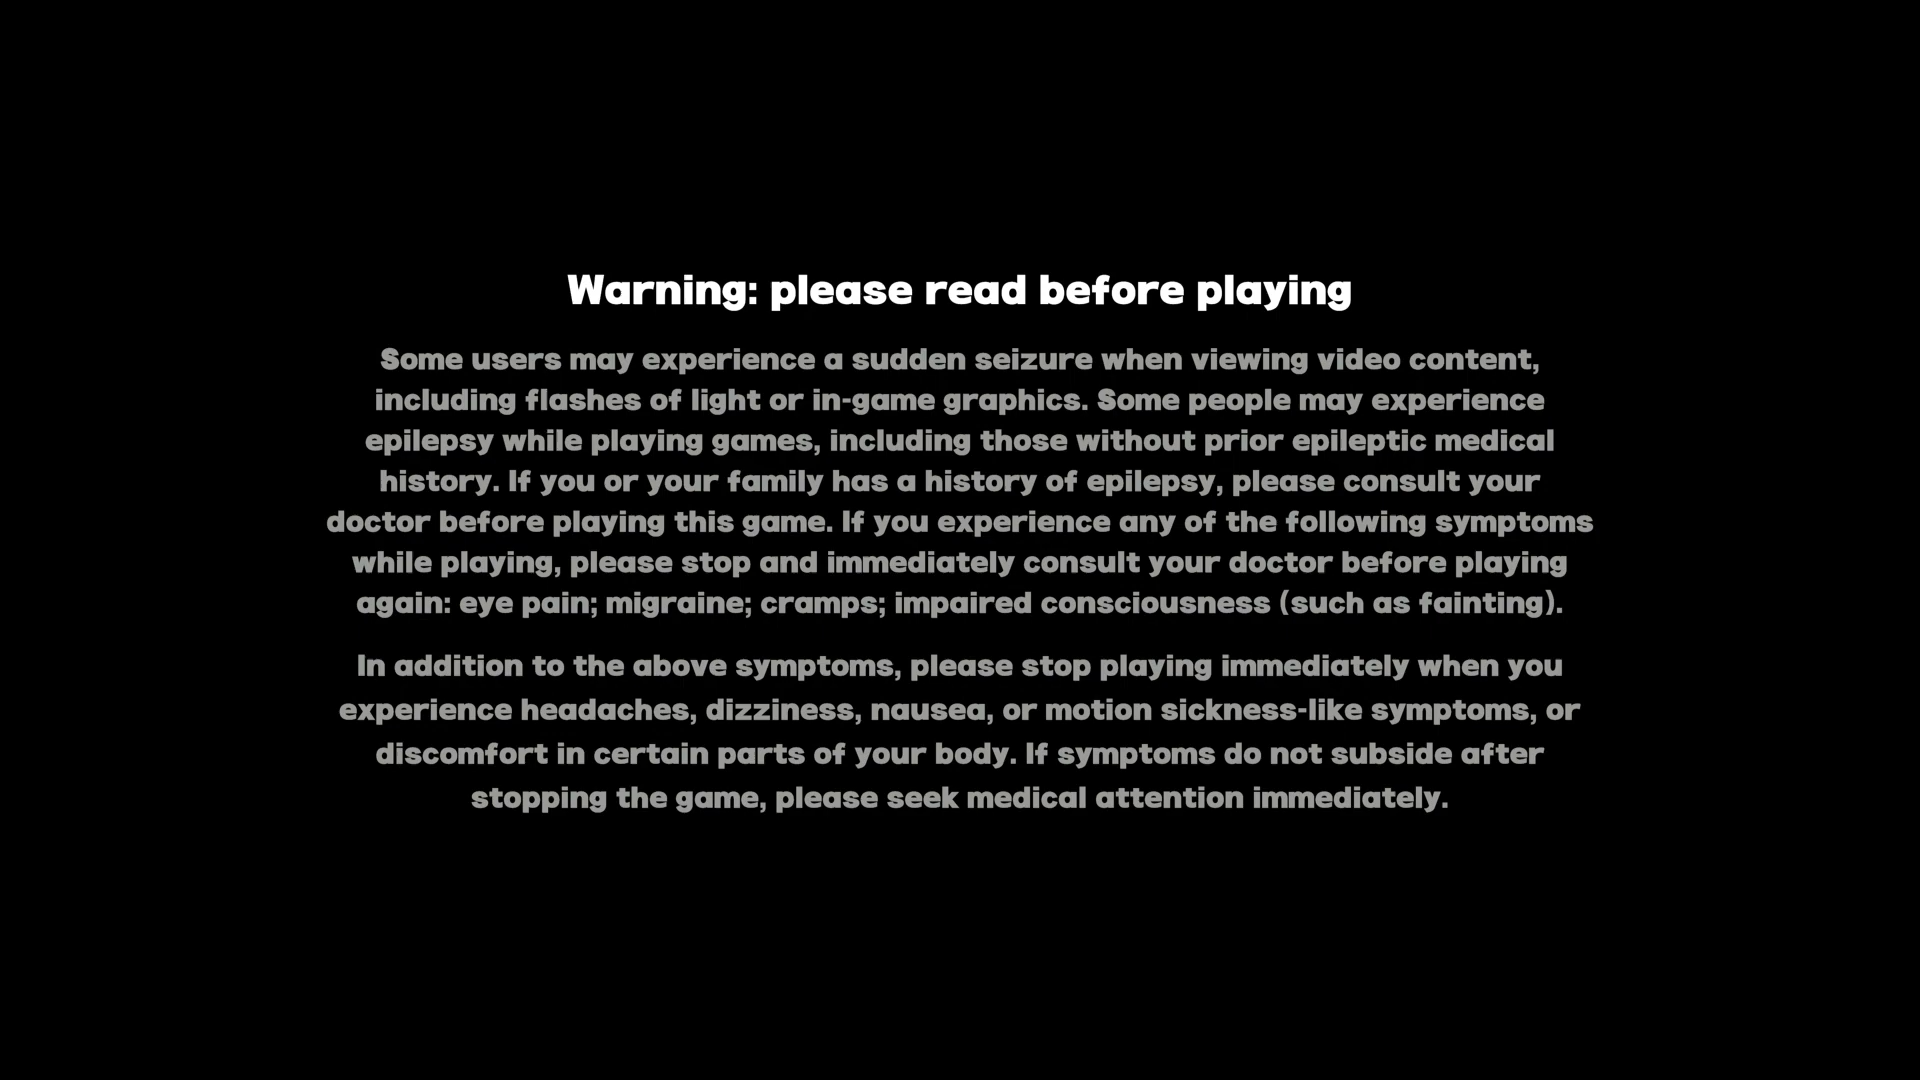 Warning: please read before playing
Some users may experience a sudden seizure when viewing video content,
including flashes of light or in-game graphics. Some people may experience
epilepsy while playing games, including those without prior epileptic medical
history. If you or your family has a history of epilepsy, please consult your
doctor before playing this game. If you experience any of the following symptoms
while playing, please stop and immediately consult your doctor before playing
again: eye pain; migraine; cramps; impaired consciousness (such as fainting).
In addition to the above symptoms, please stop playing immediately when you
experience headaches, dizziness, nausea, or motion sickness-like symptoms, or
discomfort in certain parts of your body. If symptoms do not subside after
stopping the game, please seek medical attention immediately.